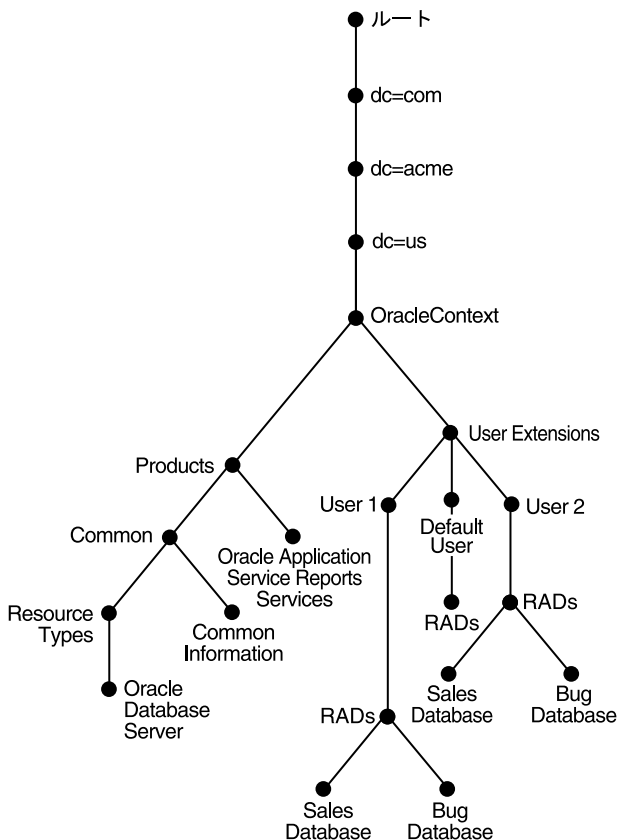 ルート
dc=com
dc=acme
dc=us
OracleContext
User Extensions
Products
User 1
Default
User
User 2
Common
Oracle Application
Service Reports
Services
Resource
Types
Common
Information
RADs
RADs
Oracle
Database
Server
Sales
Database
Bug
Database
RADs
Sales
Database
Bug
Database